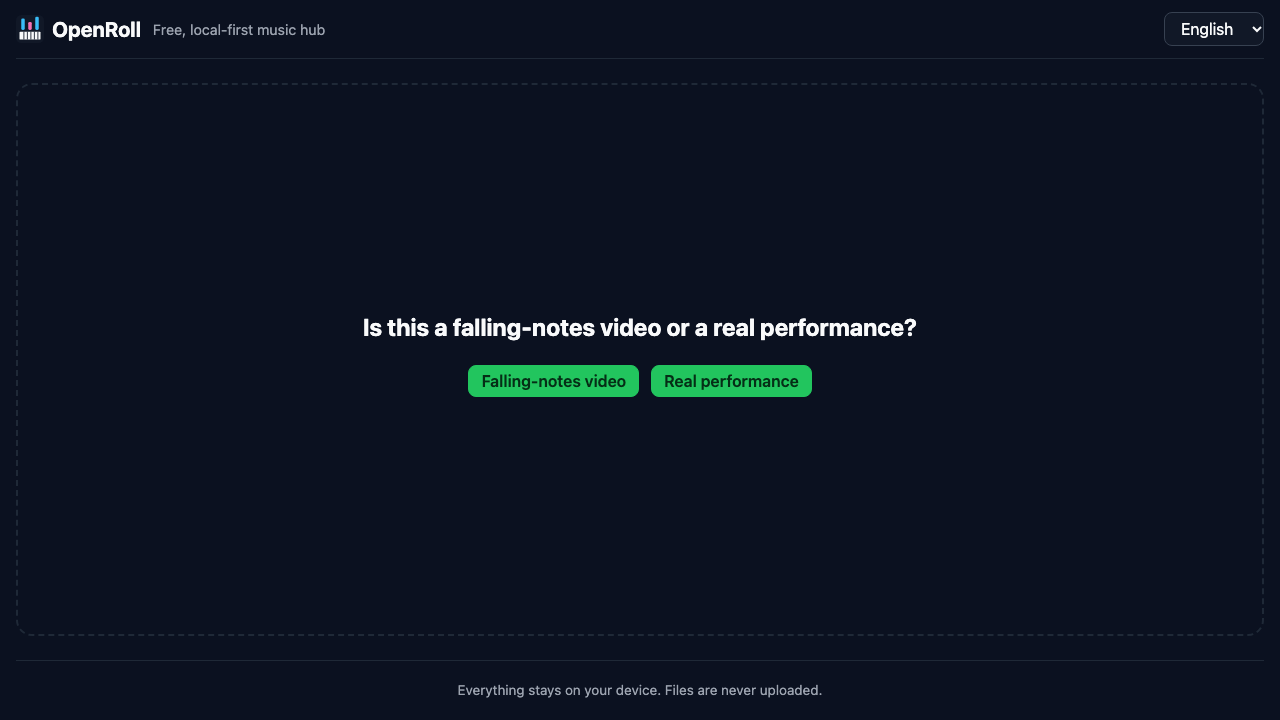 OpenRoll Free, local-first music hub English
Is this a falling-notes video or a real performance?
Falling-notes video Real performance
Everything stays on your device. Files are never uploaded.